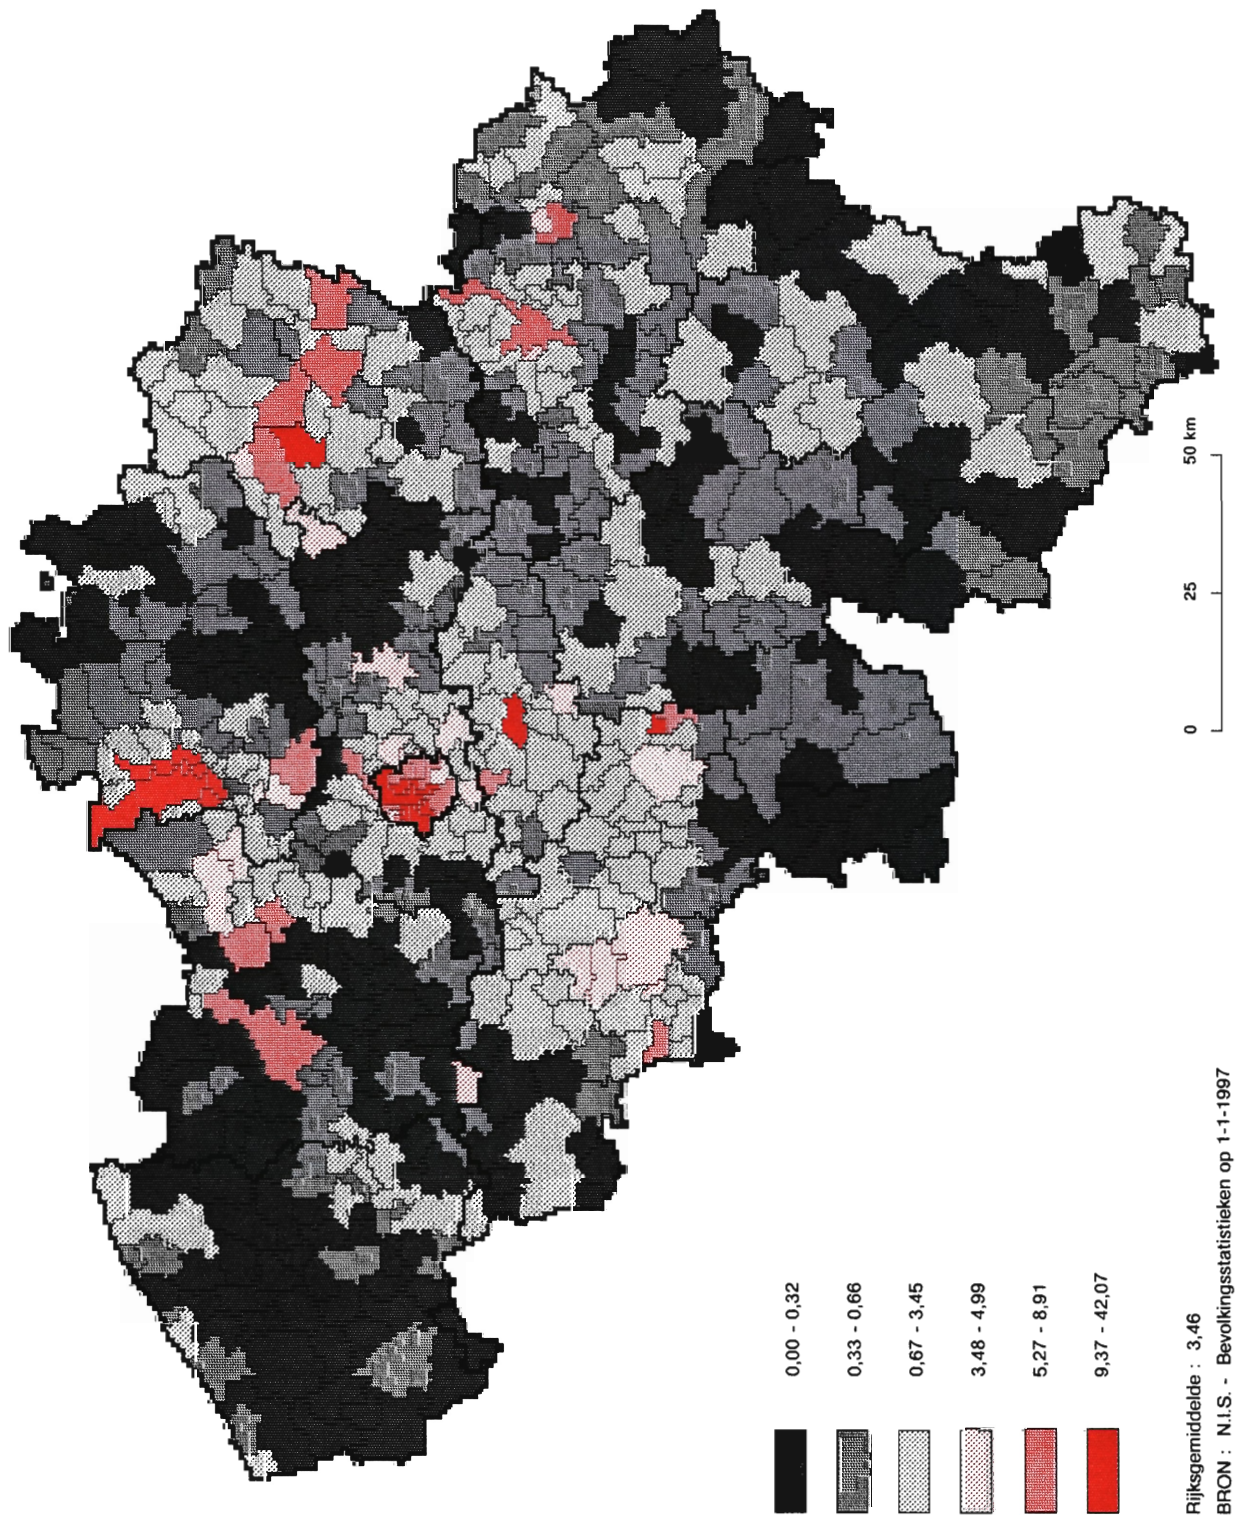 0,00 - 0,32
0,33 - 0,66
0,67 - 3,45
3,48 - 4,99
5,27 - 8,91
9,37 - 42,07
0 25 50 km
Rijksgemiddelde : 3,46
BRON : N.I.S. - Bevolkingsstatistieken op 1-1-1997